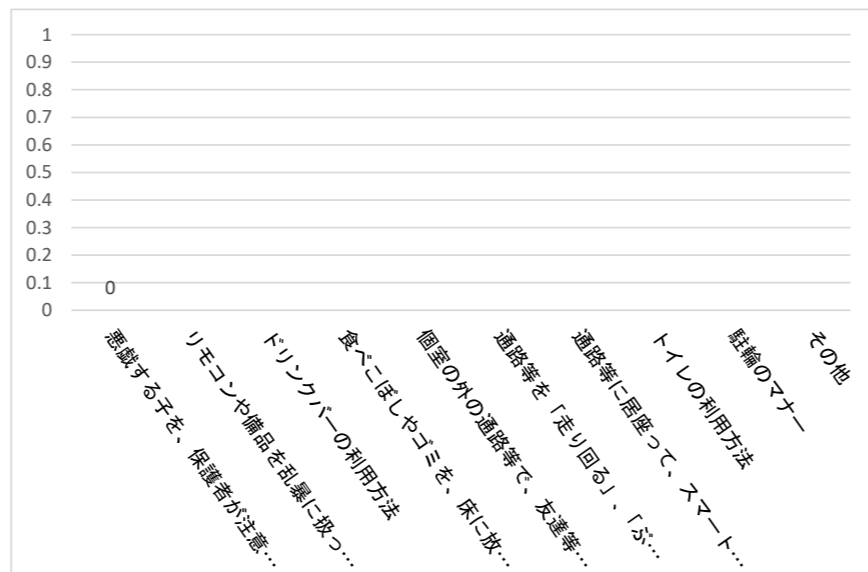 1
0.9
0.8
0.7
0.6
0.5
0.4
0.3
0.2
0.1
0
0
悪戯する子を、保護者が注意…
リモコンや備品を乱暴に扱っ…
ドリンクバーの利用方法
食べこぼしやゴミを、床に放…
個室の外の通路等で、友達等…
通路等を「走り回る」、「ぶ…
通路等に居座って、スマート…
トイレの利用方法
駐輪のマナー
その他